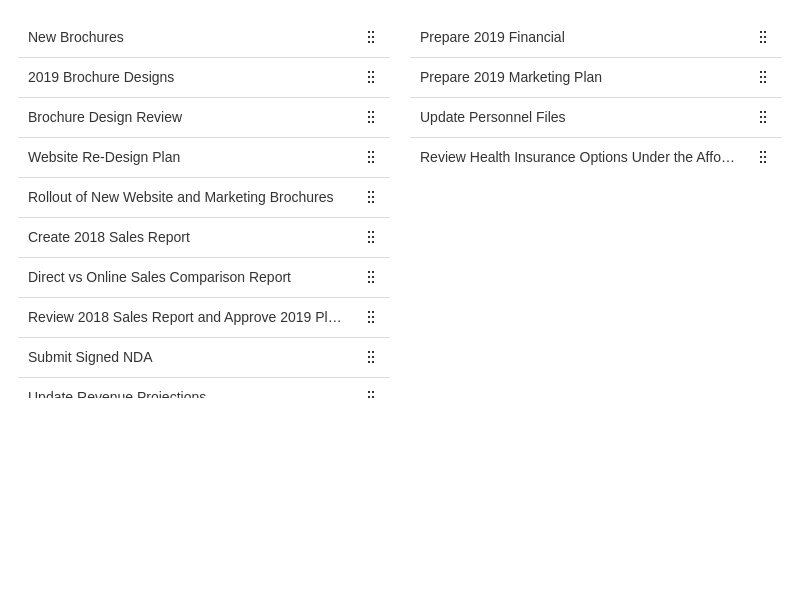 New Brochures
2019 Brochure Designs
Brochure Design Review
Website Re-Design Plan
Rollout of New Website and Marketing Brochures
Create 2018 Sales Report
Direct vs Online Sales Comparison Report
Review 2018 Sales Report and Approve 2019 Pl…
Submit Signed NDA
Update Revenue Projections
Prepare 2019 Financial
Prepare 2019 Marketing Plan
Update Personnel Files
Review Health Insurance Options Under the Affo…